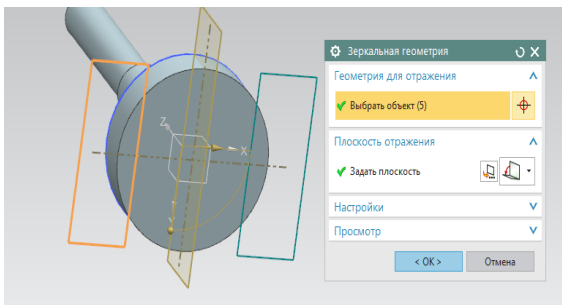 Зеркальная геометрия
Геометрия для отражения
Выбрать объект (5)
Плоскость отражения
Задать плоскость
Настройки
Просмотр
< OK >
Отмена
Z
X
Y